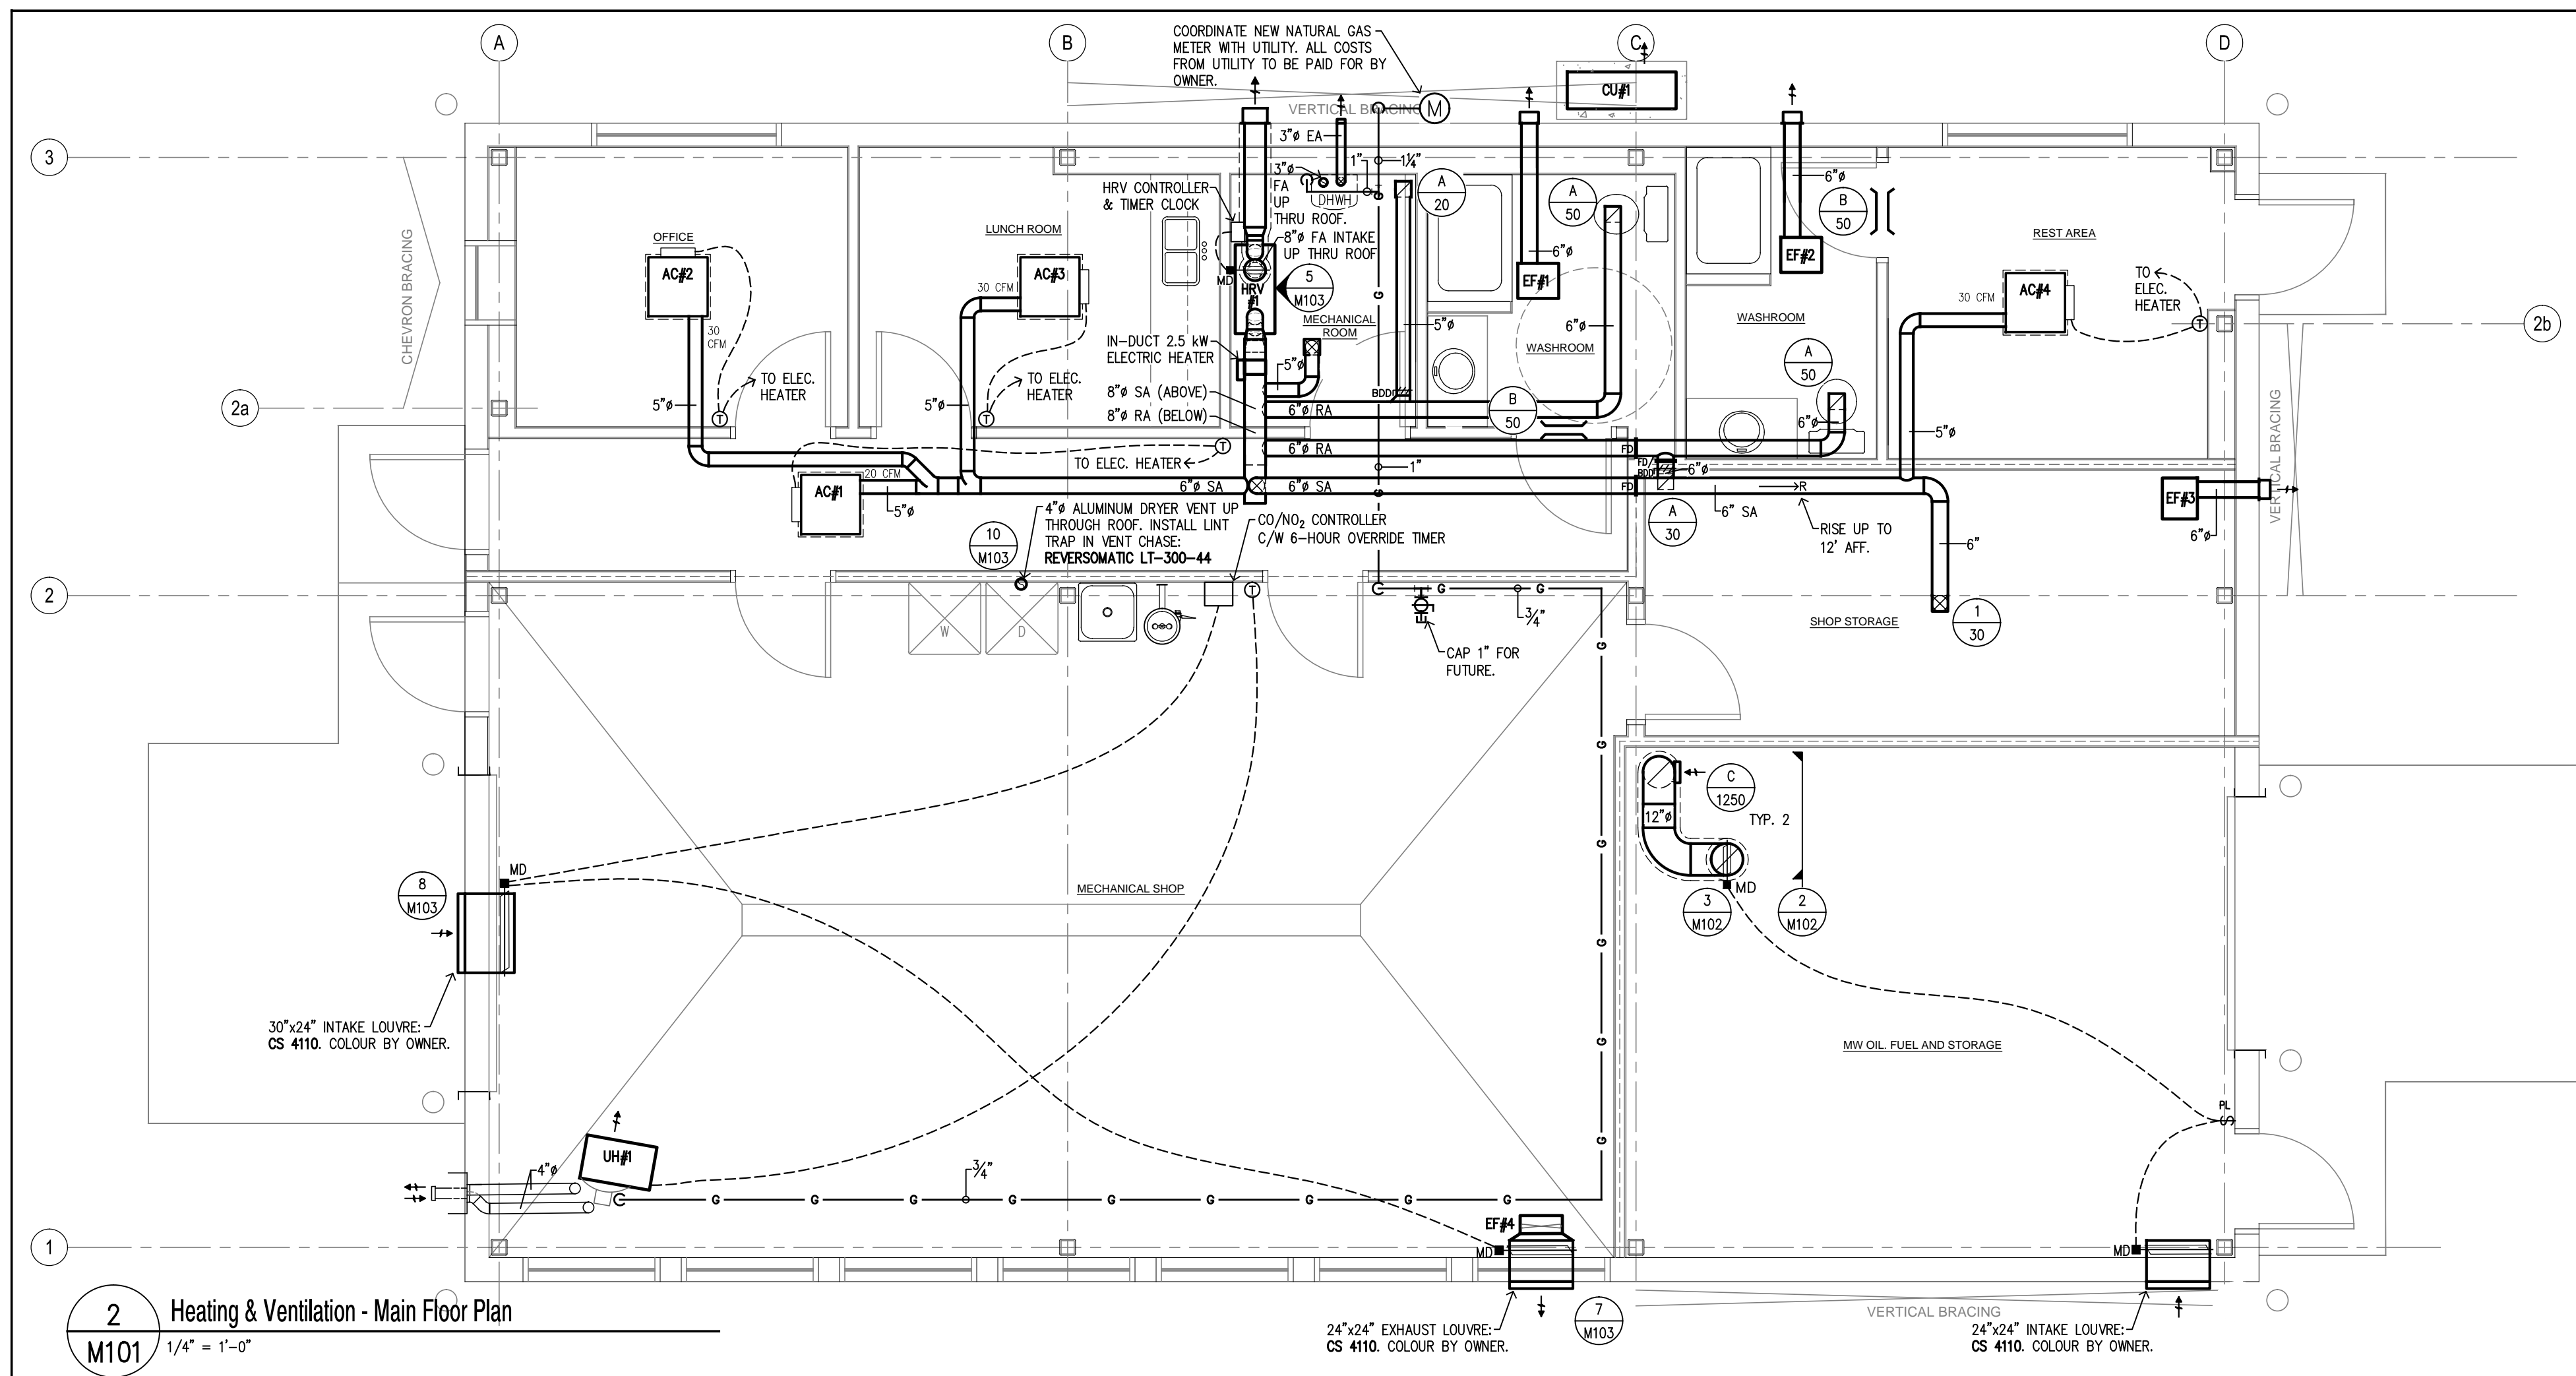 A
B
C
D
COORDINATE NEW NATURAL GAS
METER WITH UTILITY. ALL COSTS
FROM UTILITY TO BE PAID FOR BY
OWNER.
CU#1
VERTICAL BRACING
M
3
3"ø EA
1"
1¼"
3"ø
FA
UP
THRU ROOF.
DHWH
G
HRV CONTROLLER
& TIMER CLOCK
8"ø FA INTAKE
UP THRU ROOF
A
20
A
50
6"ø
B
50
OFFICE
LUNCH ROOM
REST AREA
CHEVRON BRACING
AC#2
AC#3
30 CFM
MD
HRV
#1
5
M103
MECHANICAL
ROOM
G
6"ø
EF#1
EF#2
30 CFM
AC#4
TO
ELEC.
HEATER
T
2b
30
CFM
IN-DUCT 2.5 kW
ELECTRIC HEATER
5"ø
5"ø
6"ø
WASHROOM
WASHROOM
A
50
TO ELEC.
HEATER
TO ELEC.
HEATER
8"ø SA (ABOVE)
8"ø RA (BELOW)
BDD
6"ø RA
B
50
2a
5"ø
T
5"ø
T
6"ø
5"ø
VERTICAL BRACING
T
6"ø RA
FD
TO ELEC. HEATER
1"
FD
BDD
6"ø
20 CFM
AC#1
5"ø
6"ø SA
6"ø SA
G
FD
6" SA
R
EF#3
6"ø
10
M103
4"ø ALUMINUM DRYER VENT UP
THROUGH ROOF. INSTALL LINT
TRAP IN VENT CHASE:
REVERSOMATIC LT-300-44
CO/NO₂ CONTROLLER
C/W 6-HOUR OVERRIDE TIMER
A
30
RISE UP TO
12' AFF.
6"
2
W
D
T
G
G
¾"
CAP 1" FOR
FUTURE.
G
SHOP STORAGE
1
30
G
C
1250
12"ø
TYP. 2
G
MD
8
M103
MECHANICAL SHOP
MD
3
M102
2
M102
G
30"x24" INTAKE LOUVRE:
CS 4110. COLOUR BY OWNER.
G
MW OIL. FUEL AND STORAGE
PL
S
G
UH#1
4"ø
¾"
G
G
G
G
G
G
G
G
G
EF#4
MD
MD
1
7
M103
VERTICAL BRACING
24"x24" EXHAUST LOUVRE:
CS 4110. COLOUR BY OWNER.
24"x24" INTAKE LOUVRE:
CS 4110. COLOUR BY OWNER.
2
M101
Heating & Ventilation - Main Floor Plan
1/4" = 1'-0"